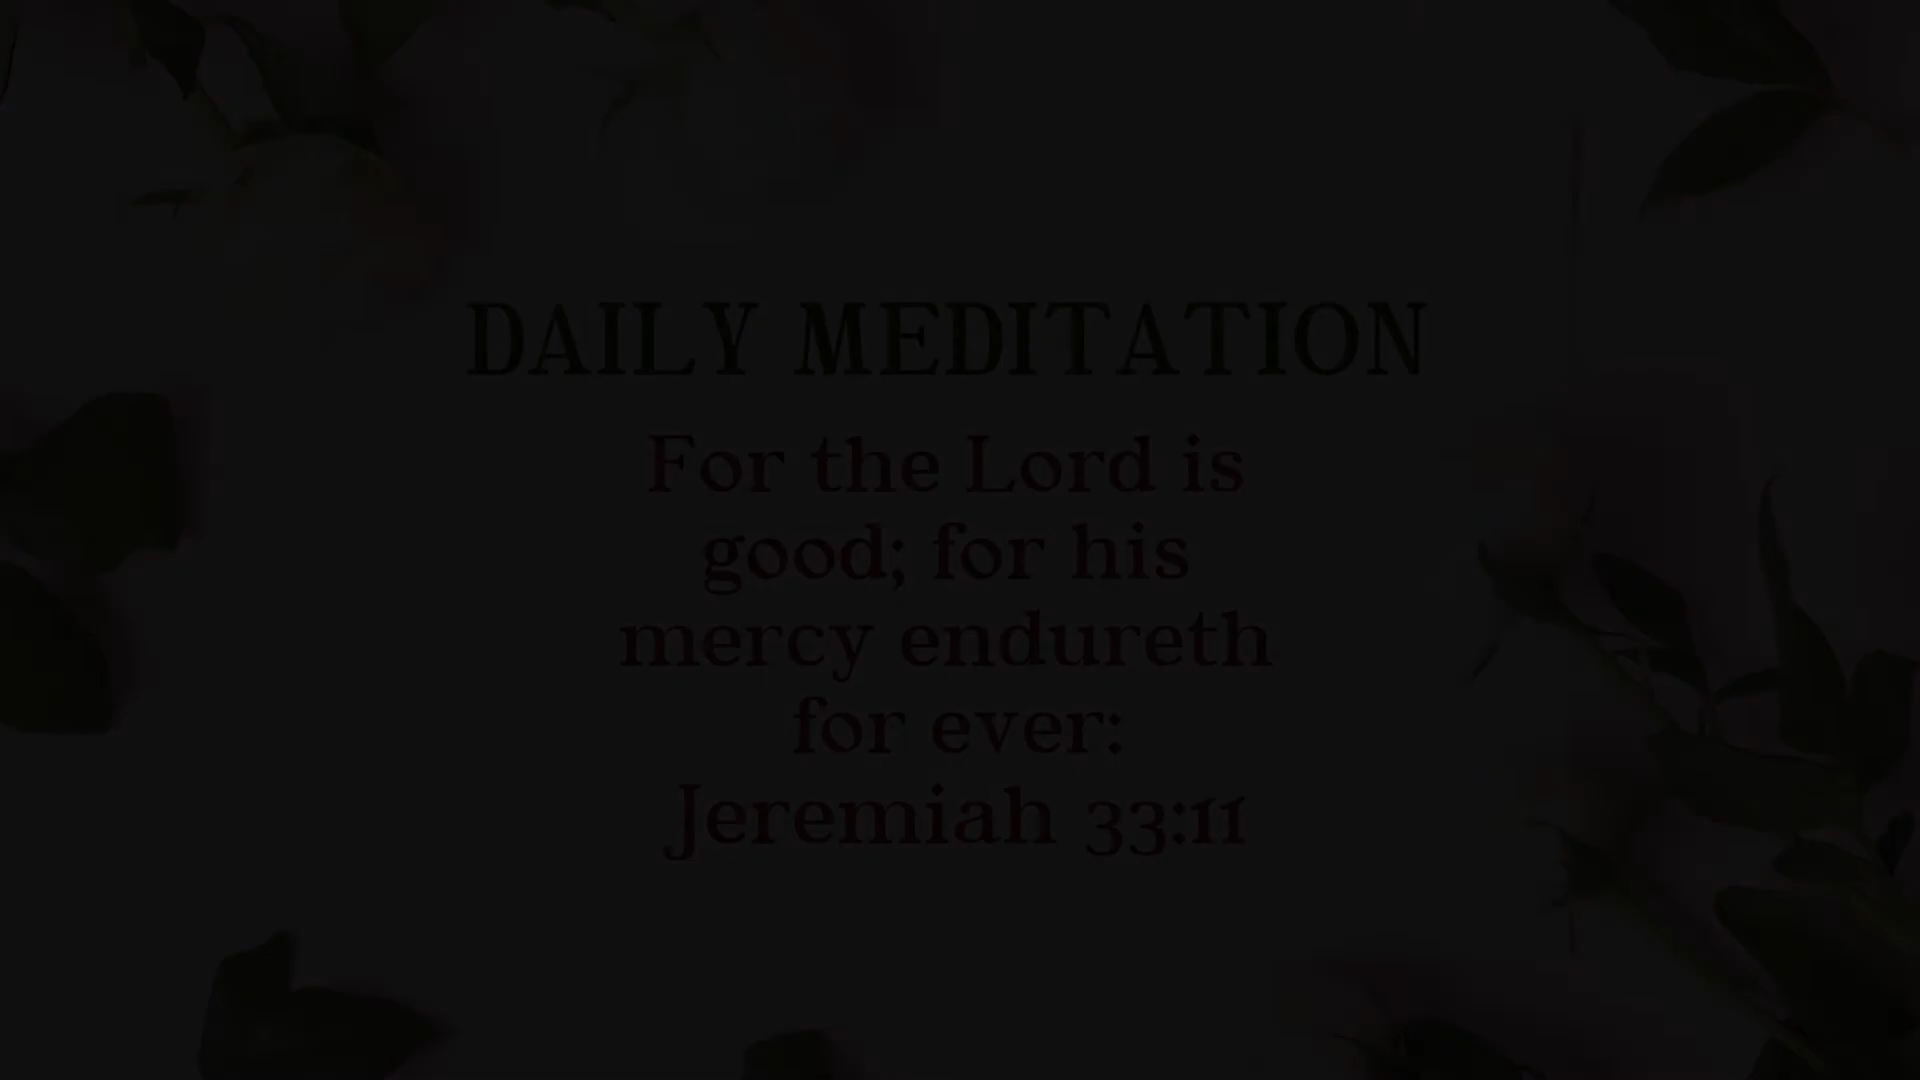 DAILY MEDITATION
For the Lord is
good; for his
mercy endureth
for ever:
Jeremiah 33:11